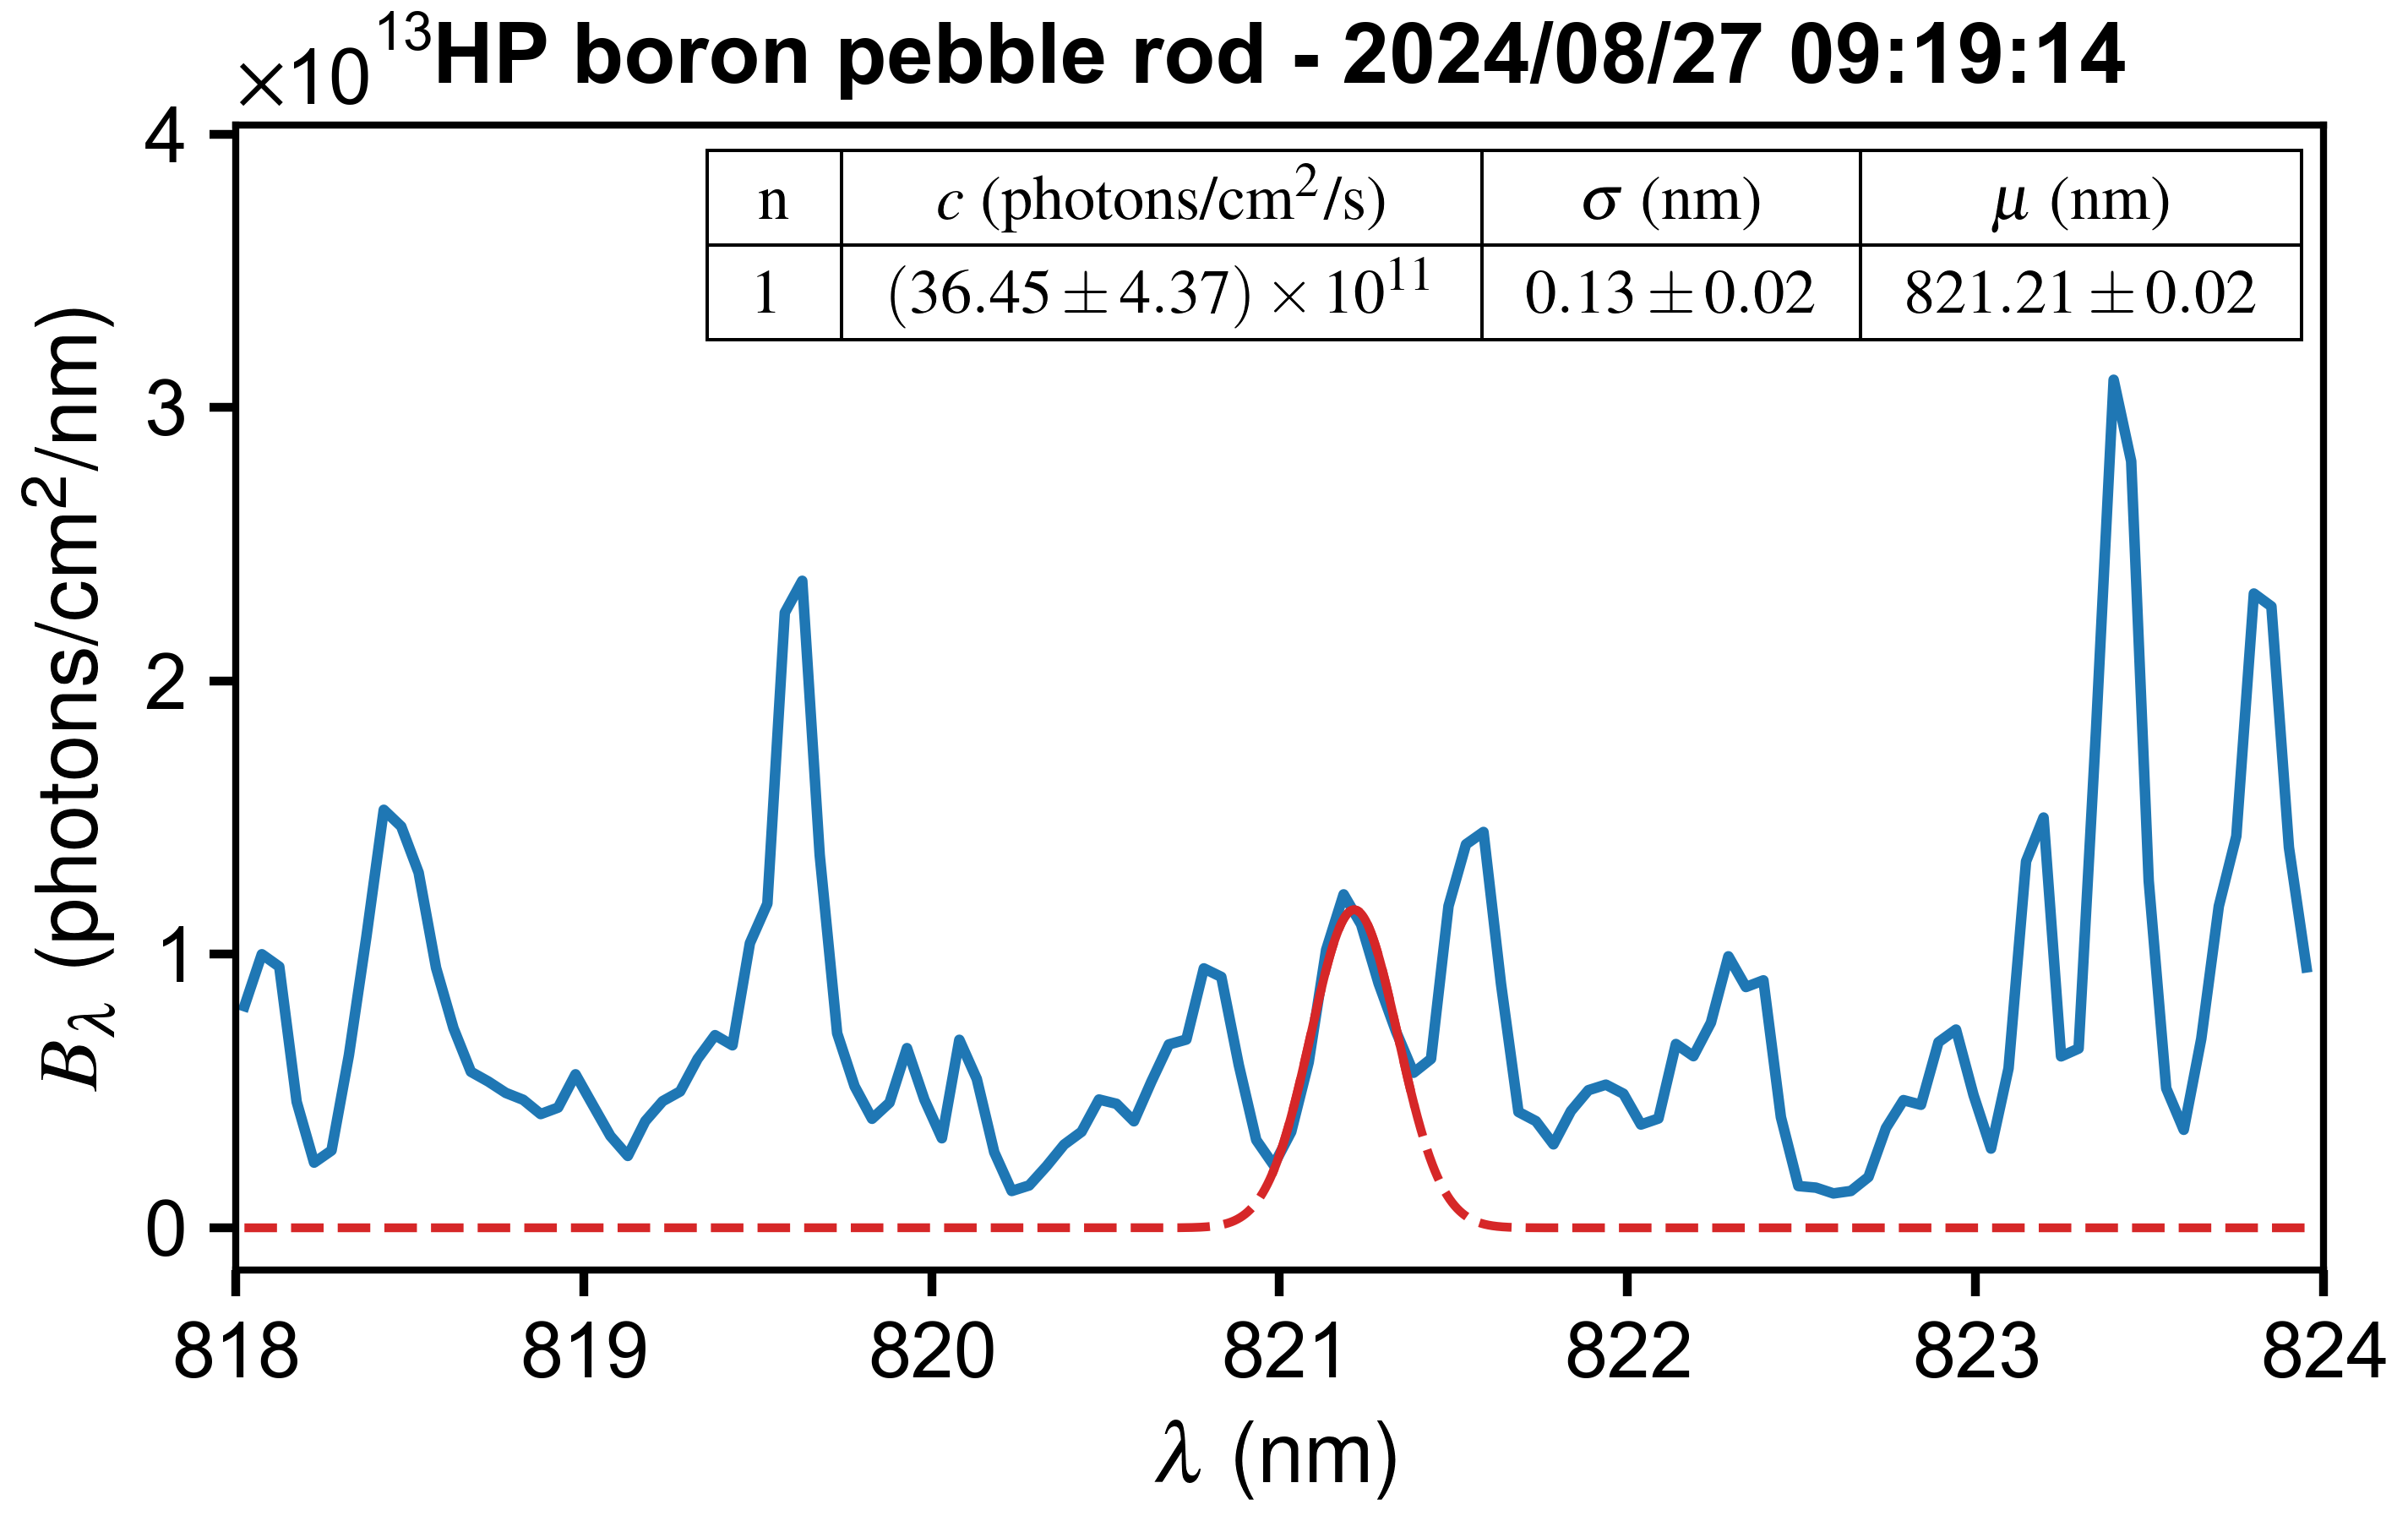 ×10¹³ HP boron pebble rod - 2024/08/27 09:19:14
n c (photons/cm²/s) σ (nm) μ (nm)
1 (36.45 ± 4.37) × 10¹¹ 0.13 ± 0.02 821.21 ± 0.02
4
3
2
1
0
B_λ (photons/cm²/nm)
818 819 820 821 822 823 824
λ (nm)